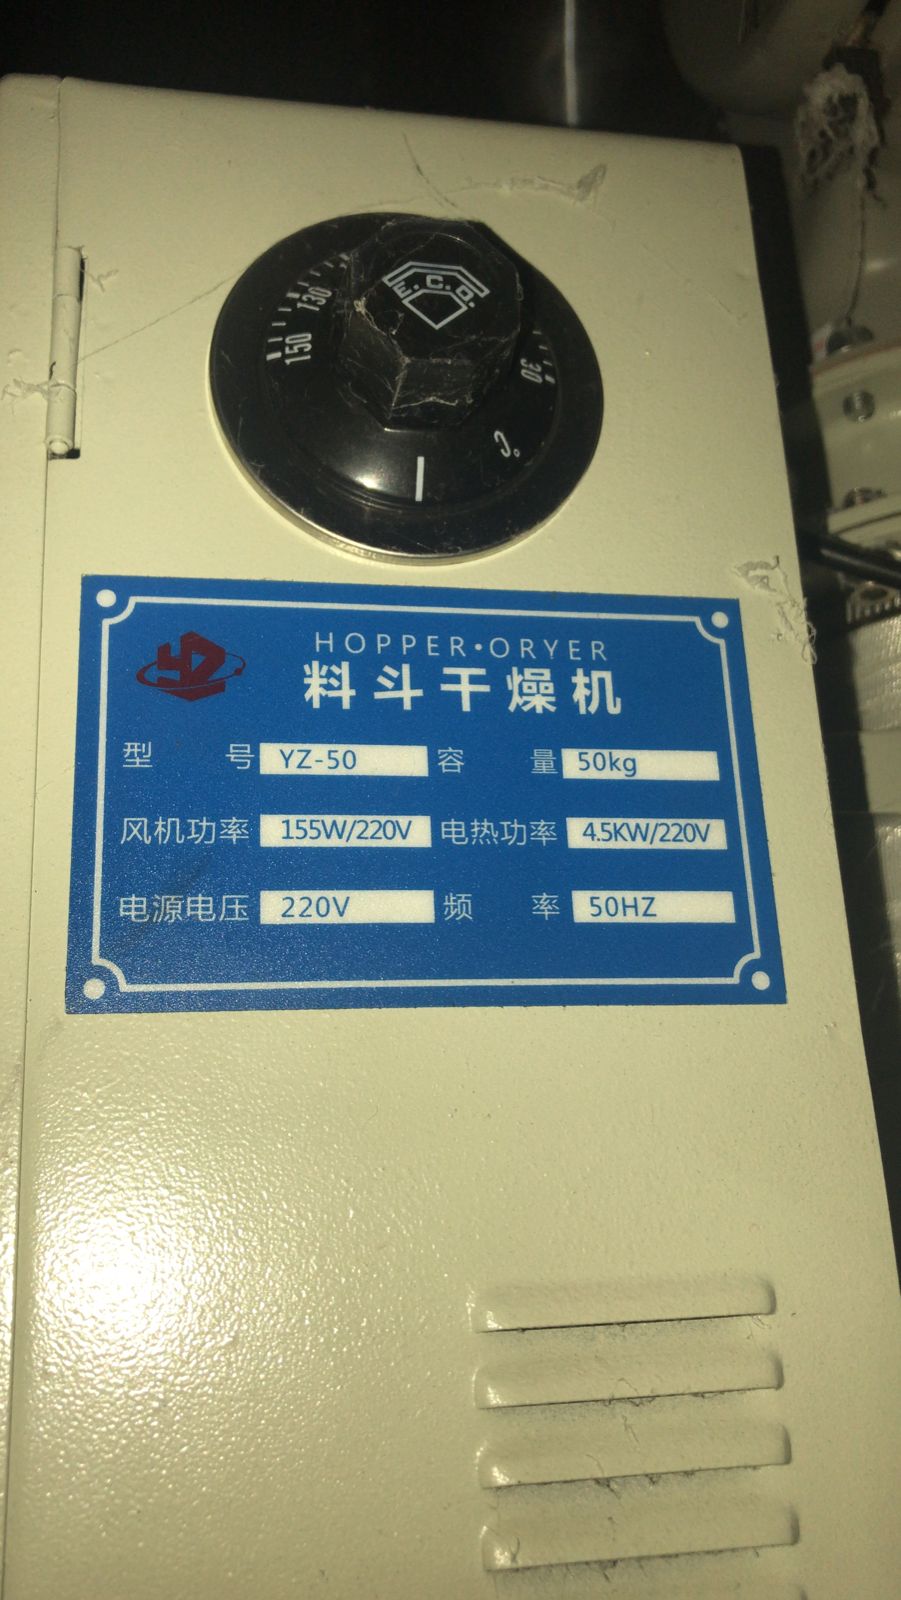 E.C.O.
150
130
30
°C
HOPPER•ORYER
料斗干燥机
型 号 YZ-50 容 量 50kg
风机功率 155W/220V 电热功率 4.5KW/220V
电源电压 220V 频 率 50HZ